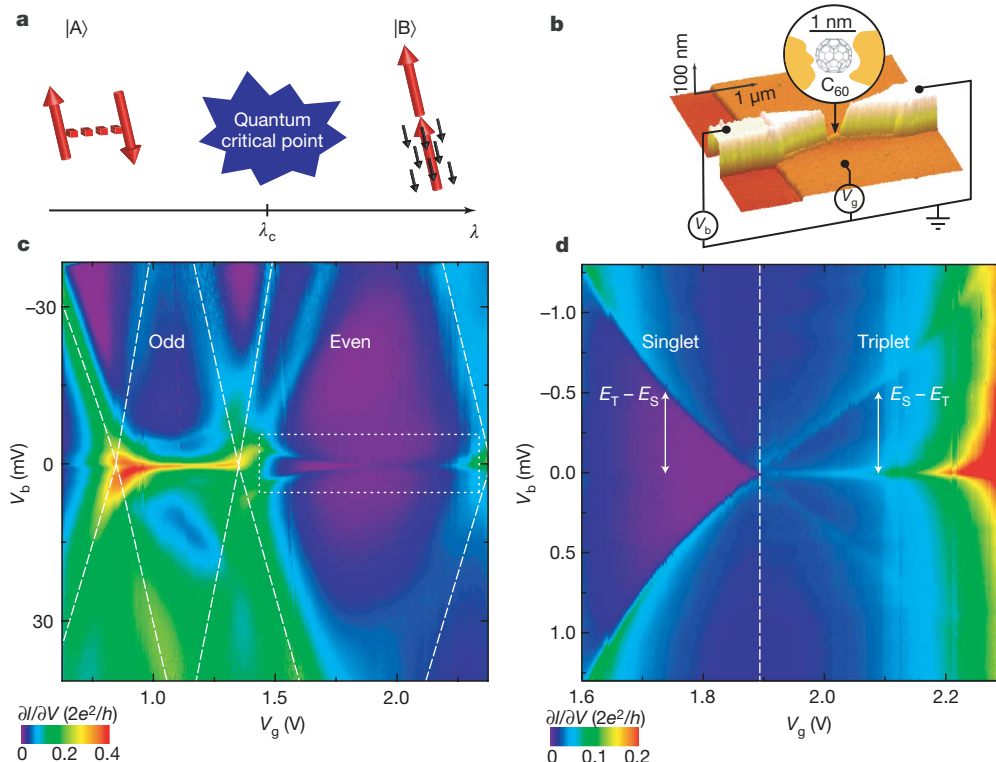 a
|A⟩
|B⟩
Quantum
critical point
λc
λ
b
1 nm
C60
100 nm
1 μm
Vb
Vg
c
Odd
Even
–30
0
30
Vb (mV)
1.0
1.5
2.0
Vg (V)
∂I/∂V (2e²/h)
0 0.2 0.4
d
Singlet
Triplet
ET – ES
ES – ET
–1.0
–0.5
0.0
0.5
1.0
Vb (mV)
1.6 1.8 2.0 2.2
Vg (V)
∂I/∂V (2e²/h)
0 0.1 0.2